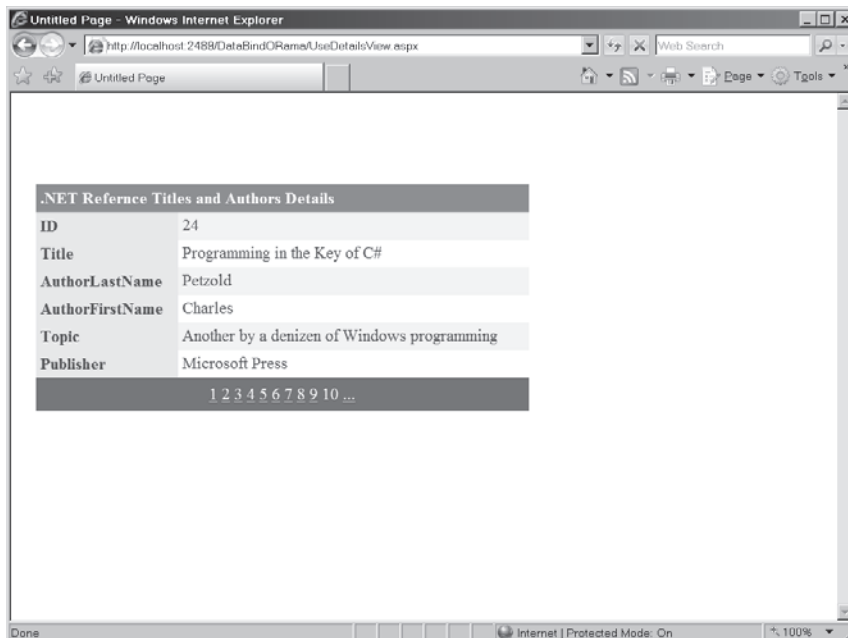 Untitled Page - Windows Internet Explorer
http://localhost:2488/DataBindORama/UseDetailsView.aspx
Web Search
Untitled Page
Page
Tools
.NET Refernce Titles and Authors Details
ID 24
Title Programming in the Key of C#
AuthorLastName Petzold
AuthorFirstName Charles
Topic Another by a denizen of Windows programming
Publisher Microsoft Press
1 2 3 4 5 6 7 8 9 10 ...
Done
Internet | Protected Mode: On
100%